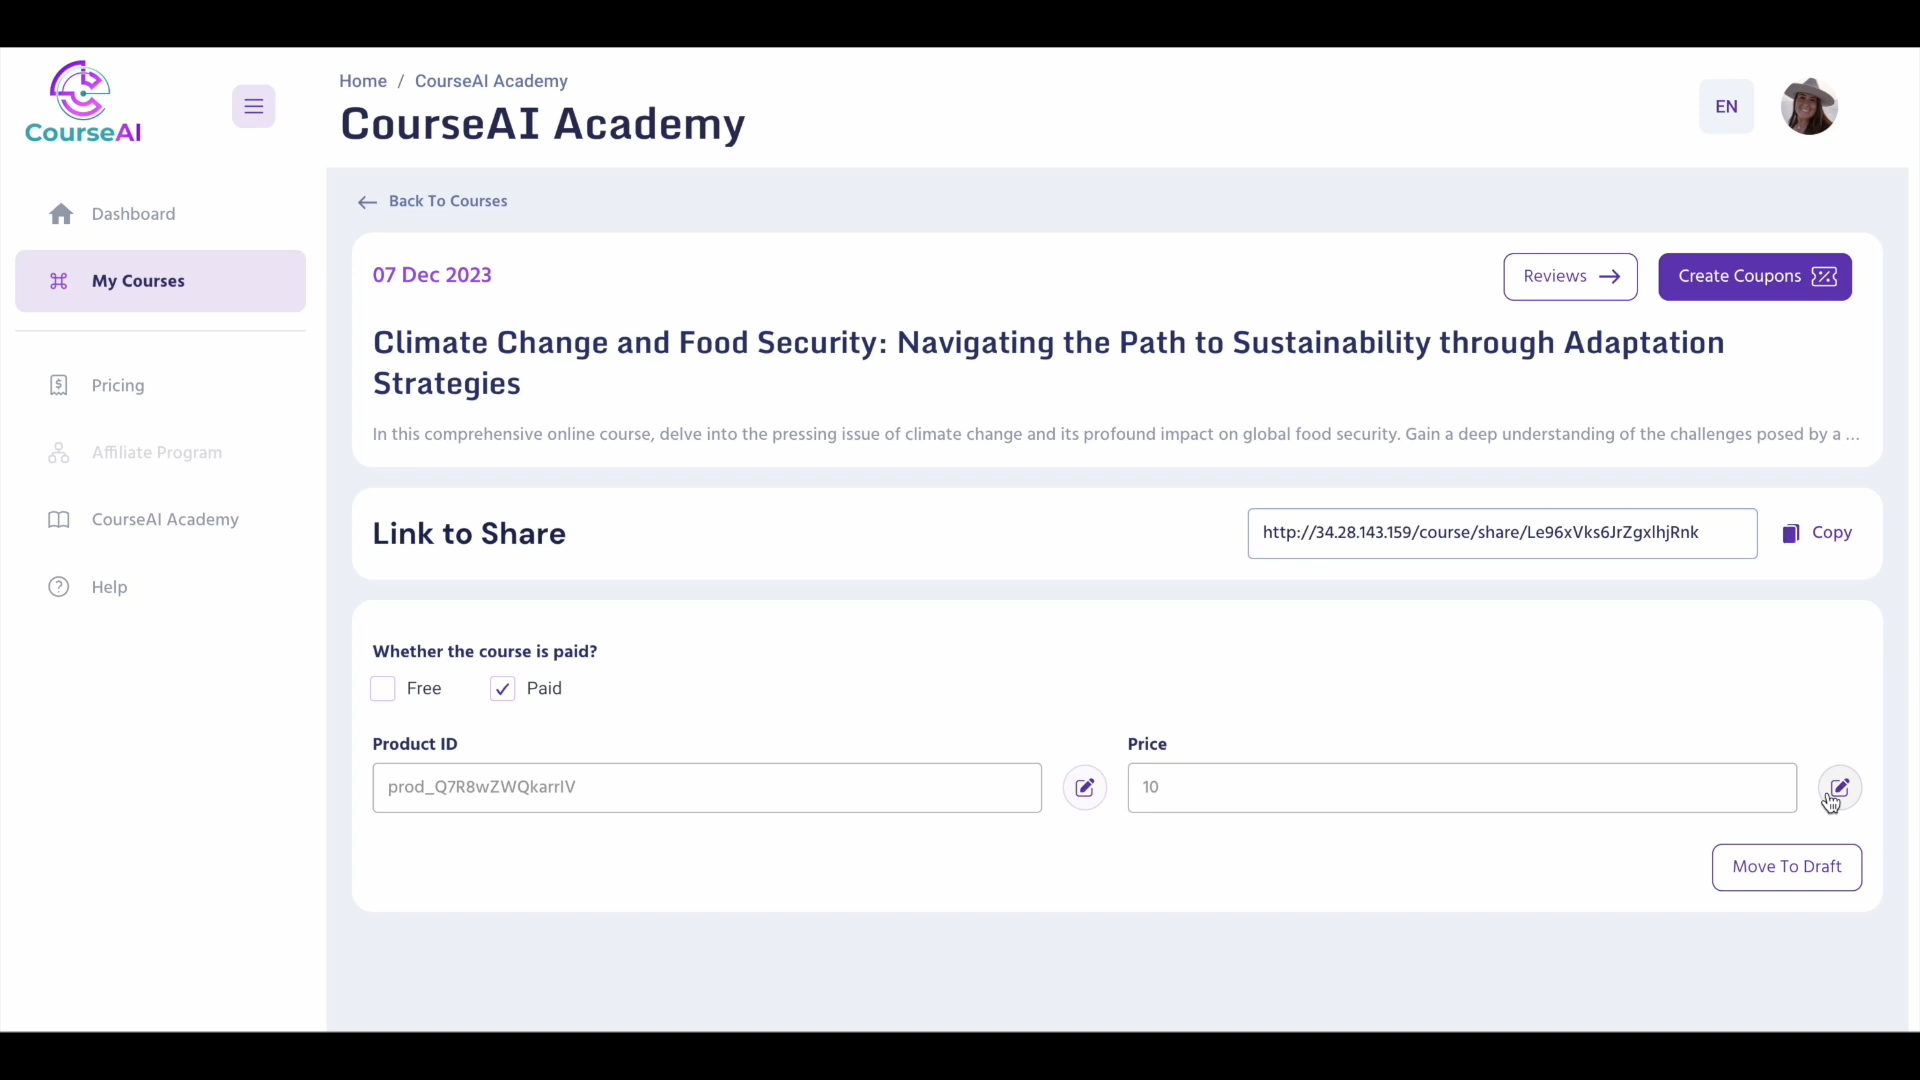 CourseAI
Home / CourseAI Academy
CourseAI Academy
EN
Dashboard
My Courses
Pricing
Affiliate Program
CourseAI Academy
Help
Back To Courses
07 Dec 2023
Reviews
Create Coupons
Climate Change and Food Security: Navigating the Path to Sustainability through Adaptation
Strategies
In this comprehensive online course, delve into the pressing issue of climate change and its profound impact on global food security. Gain a deep understanding of the challenges posed by a ...
Link to Share
http://34.28.143.159/course/share/Le96xVks6JrZgxlhjRnk
Copy
Whether the course is paid?
Free
Paid
Product ID
Price
prod_Q7R8wZWQkarrlV
10
Move To Draft